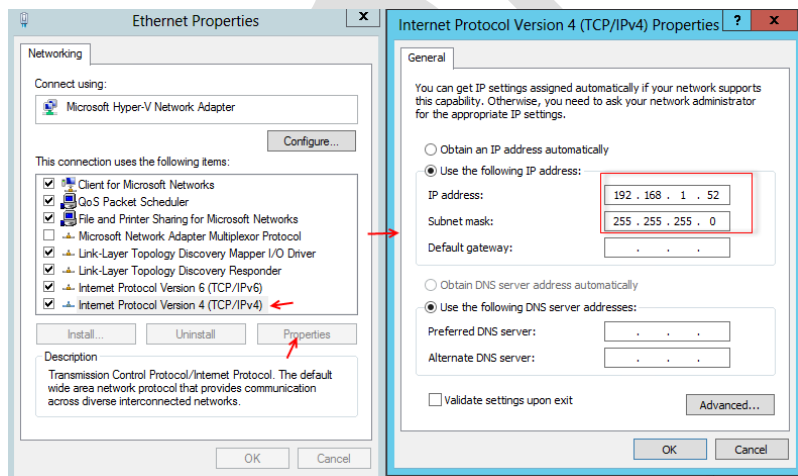 Ethernet Properties
x
Networking
Connect using:
Microsoft Hyper-V Network Adapter
Configure...
This connection uses the following items:
Client for Microsoft Networks
QoS Packet Scheduler
File and Printer Sharing for Microsoft Networks
Microsoft Network Adapter Multiplexor Protocol
Link-Layer Topology Discovery Mapper I/O Driver
Link-Layer Topology Discovery Responder
Internet Protocol Version 6 (TCP/IPv6)
Internet Protocol Version 4 (TCP/IPv4)
Install... Uninstall Properties
Description
Transmission Control Protocol/Internet Protocol. The default
wide area network protocol that provides communication
across diverse interconnected networks.
OK Cancel
Internet Protocol Version 4 (TCP/IPv4) Properties ? x
General
You can get IP settings assigned automatically if your network supports
this capability. Otherwise, you need to ask your network administrator
for the appropriate IP settings.
Obtain an IP address automatically
Use the following IP address:
IP address: 192 . 168 . 1 . 52
Subnet mask: 255 . 255 . 255 . 0
Default gateway: . . .
Obtain DNS server address automatically
Use the following DNS server addresses:
Preferred DNS server: . . .
Alternate DNS server: . . .
Validate settings upon exit
Advanced...
OK Cancel